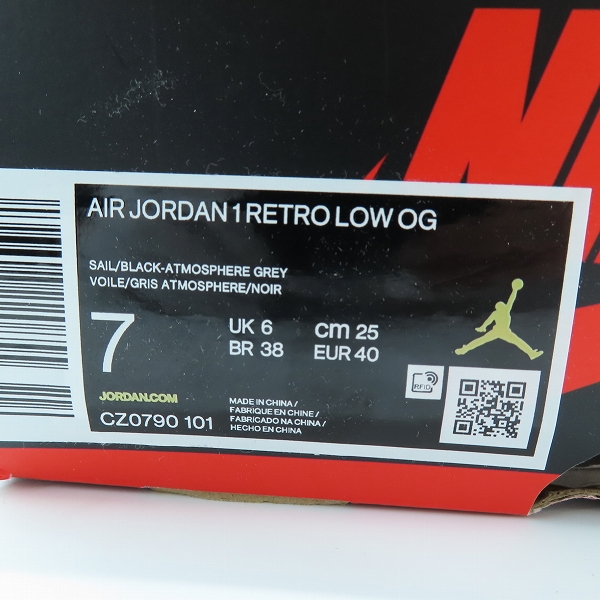 AIR JORDAN 1 RETRO LOW OG
SAIL/BLACK-ATMOSPHERE GREY
VOILE/GRIS ATMOSPHERE/NOIR
7
UK 6 cm 25
BR 38 EUR 40
JORDAN.COM
CZ0790 101
MADE IN CHINA /
FABRIQUE EN CHINE /
FABRICADO NA CHINA /
HECHO EN CHINA
RFID